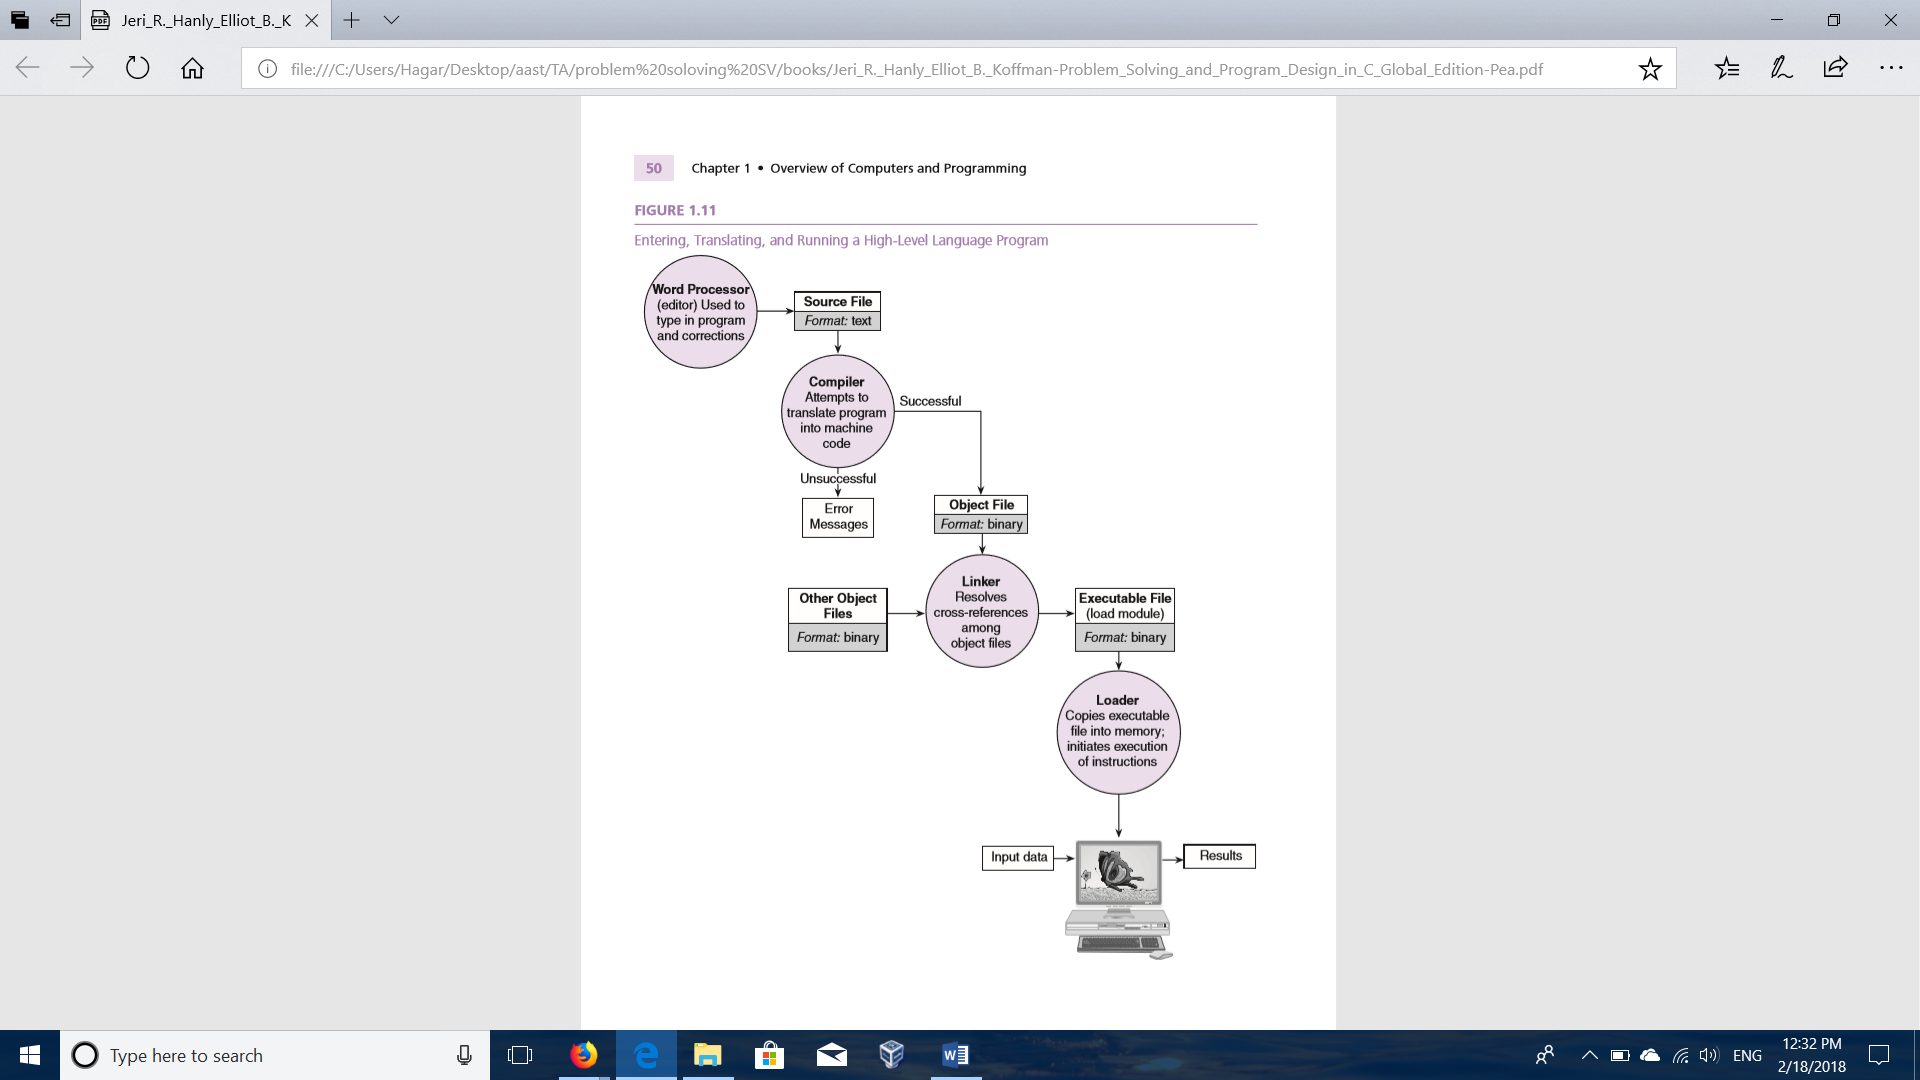 Jeri_R._Hanly_Elliot_B._K
file:///C:/Users/Hagar/Desktop/aast/TA/problem%20soloving%20SV/books/Jeri_R._Hanly_Elliot_B._Koffman-Problem_Solving_and_Program_Design_in_C_Global_Edition-Pea.pdf
50 Chapter 1 • Overview of Computers and Programming
FIGURE 1.11
Entering, Translating, and Running a High-Level Language Program
Word Processor
(editor) Used to
type in program
and corrections
Source File
Format: text
Compiler
Attempts to
translate program
into machine
code
Successful
Unsuccessful
Error
Messages
Object File
Format: binary
Other Object
Files
Format: binary
Linker
Resolves
cross-references
among
object files
Executable File
(load module)
Format: binary
Loader
Copies executable
file into memory;
initiates execution
of instructions
Input data
Results
Type here to search
ENG
12:32 PM
2/18/2018